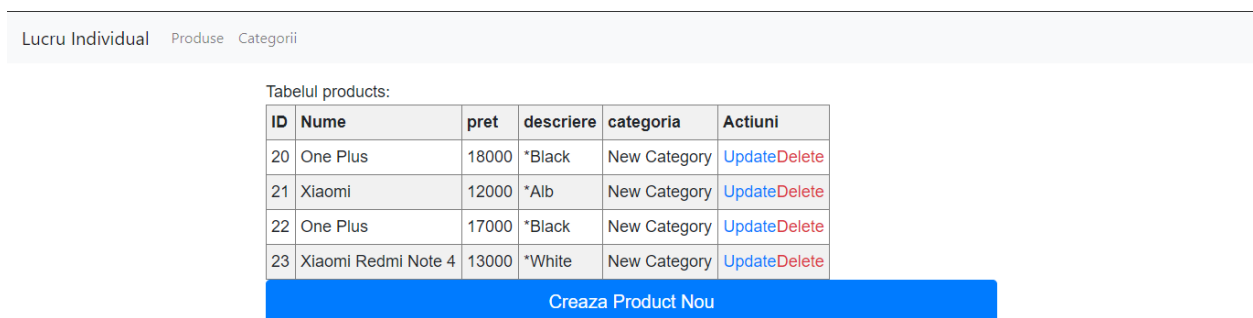 Lucru Individual Produse Categorii
Tabelul products:
ID Nume pret descriere categoria Actiuni
20 One Plus 18000 *Black New Category UpdateDelete
21 Xiaomi 12000 *Alb New Category UpdateDelete
22 One Plus 17000 *Black New Category UpdateDelete
23 Xiaomi Redmi Note 4 13000 *White New Category UpdateDelete
Creaza Product Nou